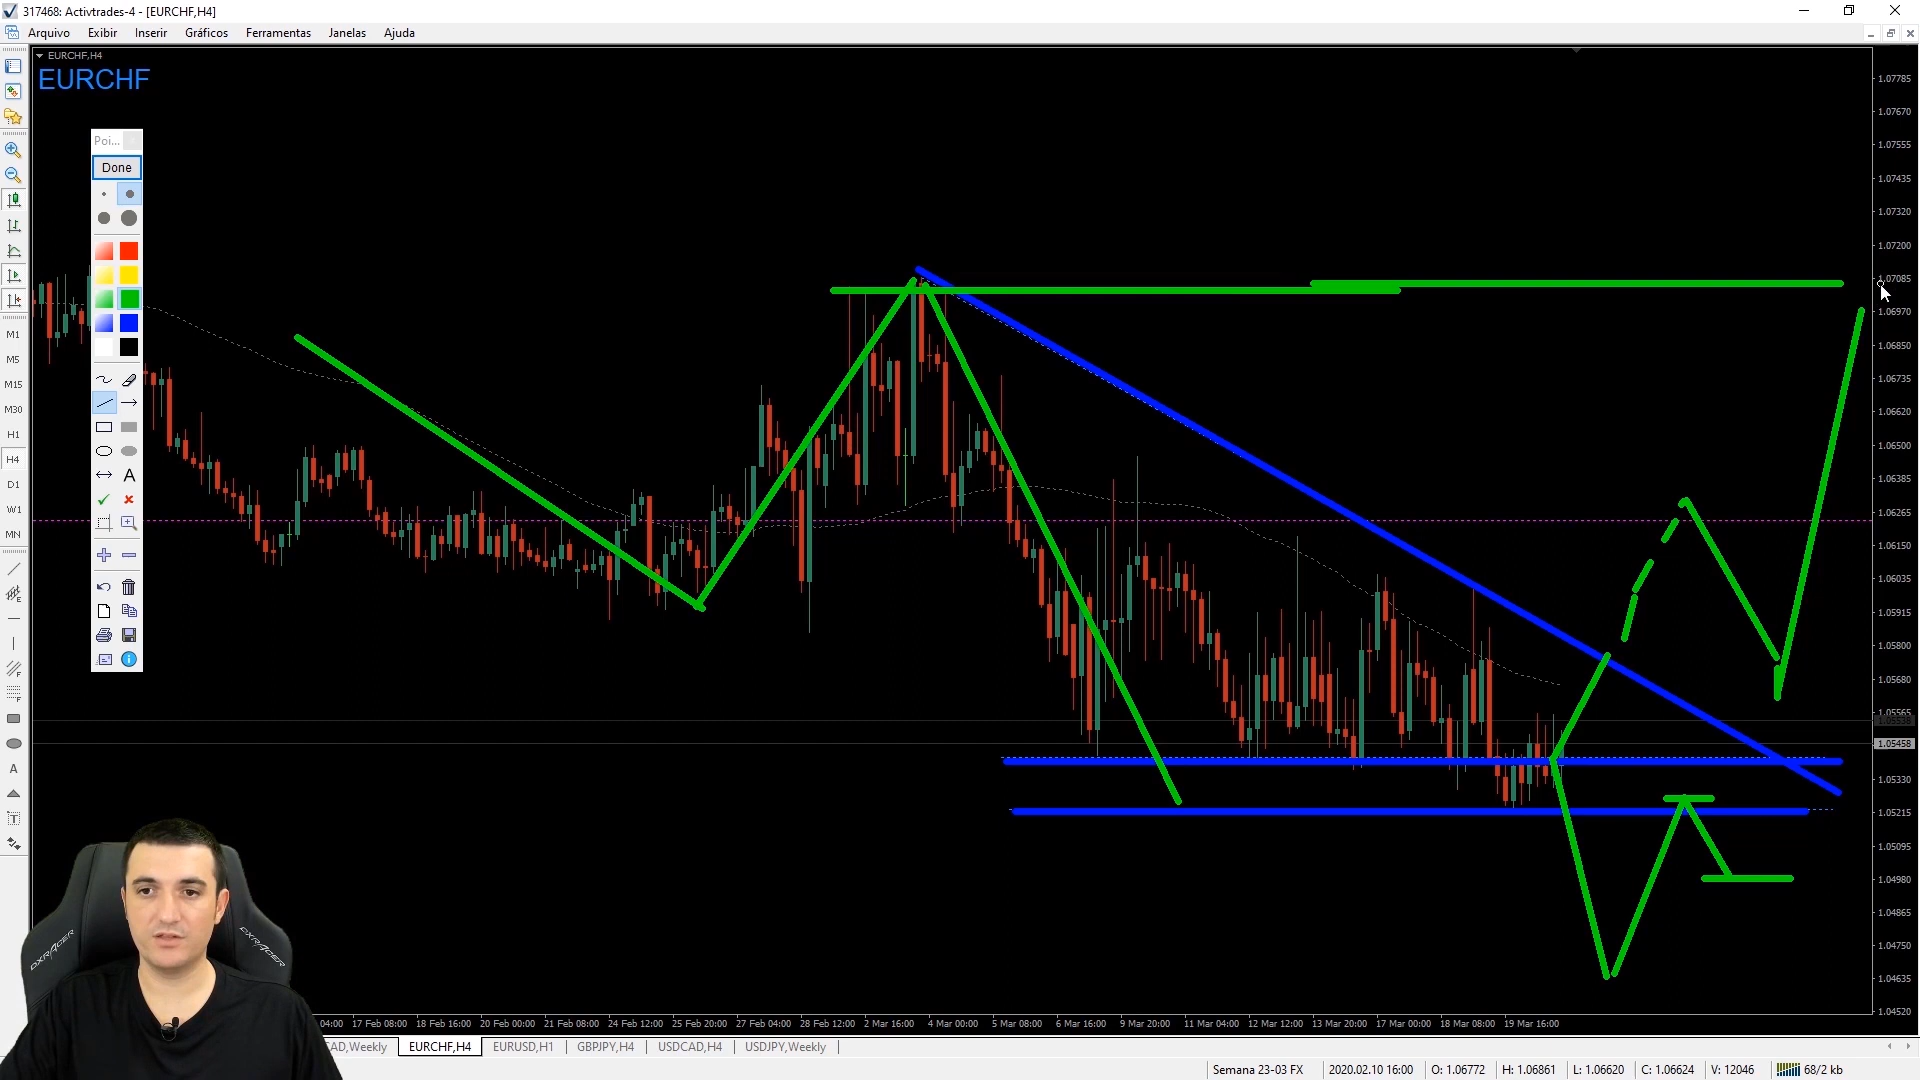 317468: Activtrades-4 - [EURCHF,H4]
Arquivo Exibir Inserir Gráficos Ferramentas Janelas Ajuda
EURCHF,H4
EURCHF
Poi...
Done
A
M1
M5
M15
M30
H1
H4
D1
W1
MN
F
F
A
T
1.07785
1.07670
1.07555
1.07435
1.07320
1.07200
1.07085
1.06970
1.06850
1.06735
1.06620
1.06500
1.06385
1.06265
1.06150
1.06035
1.05915
1.05800
1.05680
1.05565
1.05538
1.05458
1.05330
1.05215
1.05095
1.04980
1.04865
1.04750
1.04635
1.04520
DXRACER DXRACER
04:00 17 Feb 08:00 18 Feb 16:00 20 Feb 00:00 21 Feb 08:00 24 Feb 12:00 25 Feb 20:00 27 Feb 04:00 28 Feb 12:00 2 Mar 16:00 4 Mar 00:00 5 Mar 08:00 6 Mar 16:00 9 Mar 20:00 11 Mar 04:00 12 Mar 12:00 13 Mar 20:00 17 Mar 00:00 18 Mar 08:00 19 Mar 16:00
AD,Weekly EURCHF,H4 EURUSD,H1 GBPJPY,H4 USDCAD,H4 USDJPY,Weekly
Semana 23-03 FX 2020.02.10 16:00 O: 1.06772 H: 1.06861 L: 1.06620 C: 1.06624 V: 12046 68/2 kb